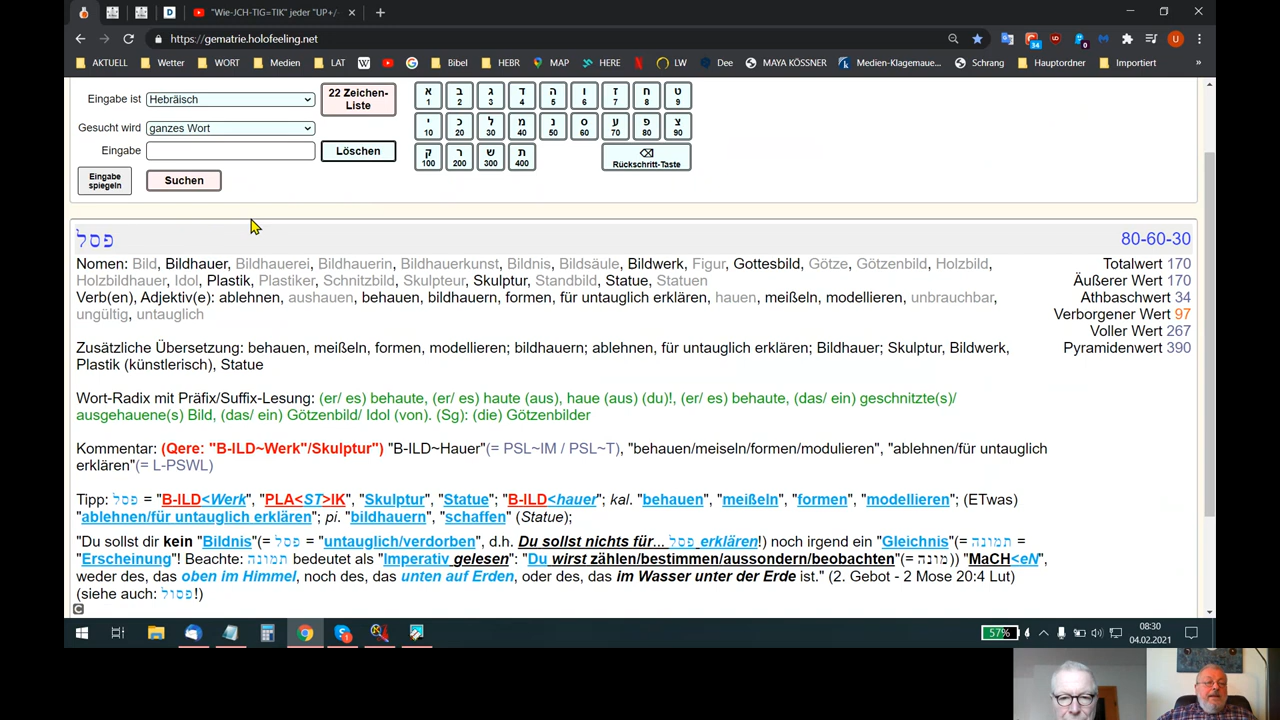 "Wie-JCH-TIG=TIK" jeder "UP+/-
https://gematrie.holofeeling.net
AKTUELL Wetter WORT Medien LAT Bibel HEBR MAP HERE LW Dee MAYA KÖSSNER Medien-Klagemaue... Schrang Hauptordner Importiert »
Eingabe ist Hebräisch 22 Zeichen-Liste
Gesucht wird ganzes Wort
Eingabe Löschen
Eingabe spiegeln Suchen
א ב ג ד ה ו ז ח ט
1 2 3 4 5 6 7 8 9
י כ ל מ נ ס ע פ צ
10 20 30 40 50 60 70 80 90
ק ר ש ת
100 200 300 400 Rückschritt-Taste
פסל 80-60-30
Nomen: Bild, Bildhauer, Bildhauerei, Bildhauerin, Bildhauerkunst, Bildnis, Bildsäule, Bildwerk, Figur, Gottesbild, Götze, Götzenbild, Holzbild,
Holzbildhauer, Idol, Plastik, Plastiker, Schnitzbild, Skulpteur, Skulptur, Standbild, Statue, Statuen
Verb(en), Adjektiv(e): ablehnen, aushauen, behauen, bildhauern, formen, für untauglich erklären, hauen, meißeln, modellieren, unbrauchbar,
ungültig, untauglich
Totalwert 170
Äußerer Wert 170
Athbaschwert 34
Verborgener Wert 97
Voller Wert 267
Pyramidenwert 390
Zusätzliche Übersetzung: behauen, meißeln, formen, modellieren; bildhauern; ablehnen, für untauglich erklären; Bildhauer; Skulptur, Bildwerk,
Plastik (künstlerisch), Statue
Wort-Radix mit Präfix/Suffix-Lesung: (er/ es) behaute, (er/ es) haute (aus), haue (aus) (du)!, (er/ es) behaute, (das/ ein) geschnitzte(s)/
ausgehauene(s) Bild, (das/ ein) Götzenbild/ Idol (von). (Sg): (die) Götzenbilder
Kommentar: (Qere: "B-ILD~Werk"/Skulptur") "B-ILD~Hauer"(= PSL~IM / PSL~T), "behauen/meiseln/formen/modulieren", "ablehnen/für untauglich
erklären"(= L-PSWL)
Tipp: פסל = "B-ILD<Werk", "PLA<ST>IK", "Skulptur", "Statue"; "B-ILD<hauer"; kal. "behauen", "meißeln", "formen", "modellieren"; (ETwas)
"ablehnen/für untauglich erklären"; pi. "bildhauern", "schaffen" (Statue);
"Du sollst dir kein "Bildnis"(= פסל = "untauglich/verdorben", d.h. Du sollst nichts für... פסל erklären!) noch irgend ein "Gleichnis"(= תמונה =
"Erscheinung"! Beachte: תמונה bedeutet als "Imperativ gelesen": "Du wirst zählen/bestimmen/aussondern/beobachten"(= מונה)) "MaCH<eN",
weder des, das oben im Himmel, noch des, das unten auf Erden, oder des, das im Wasser unter der Erde ist." (2. Gebot - 2 Mose 20:4 Lut)
(siehe auch: פסול!)
57% 08:30
04.02.2021